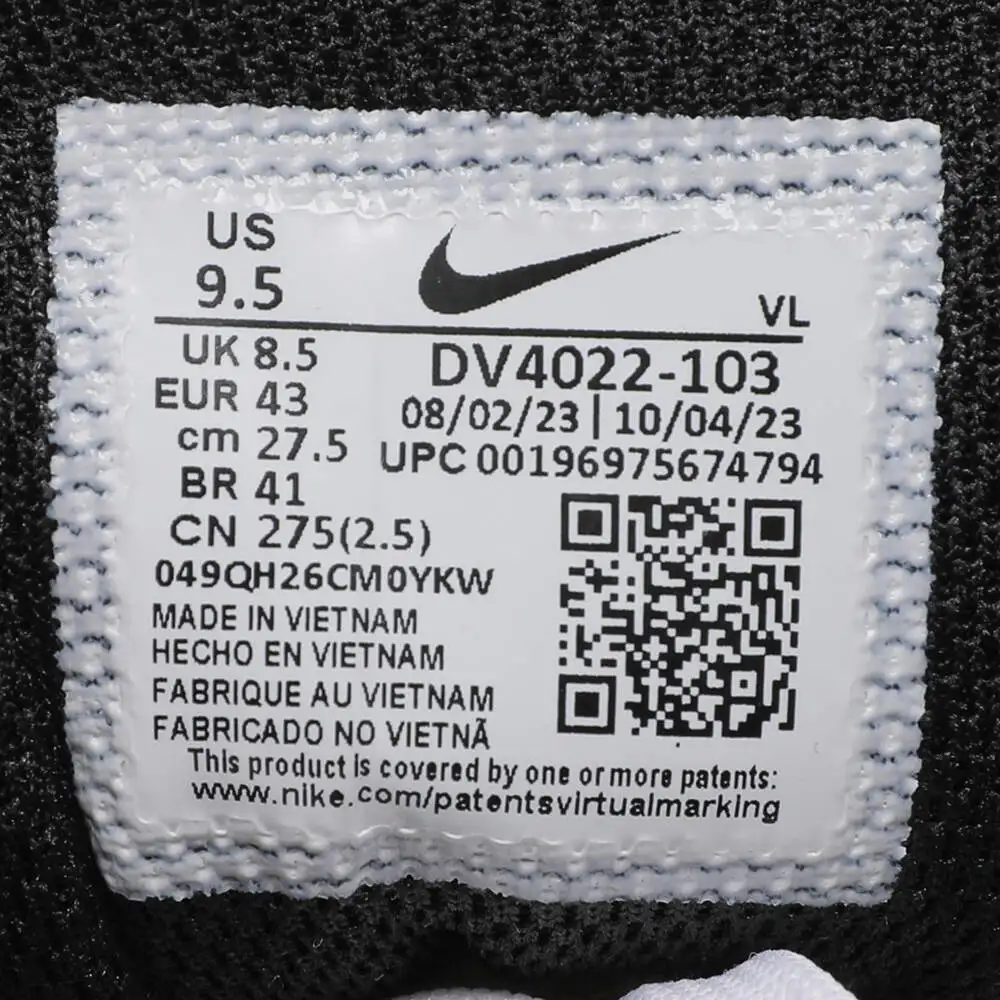 US
9.5
VL
UK 8.5
EUR 43
cm 27.5
BR 41
CN 275(2.5)
DV4022-103
08/02/23 | 10/04/23
UPC 00196975674794
049QH26CM0YKW
MADE IN VIETNAM
HECHO EN VIETNAM
FABRIQUE AU VIETNAM
FABRICADO NO VIETNÃ
This product is covered by one or more patents:
www.nike.com/patentsvirtualmarking